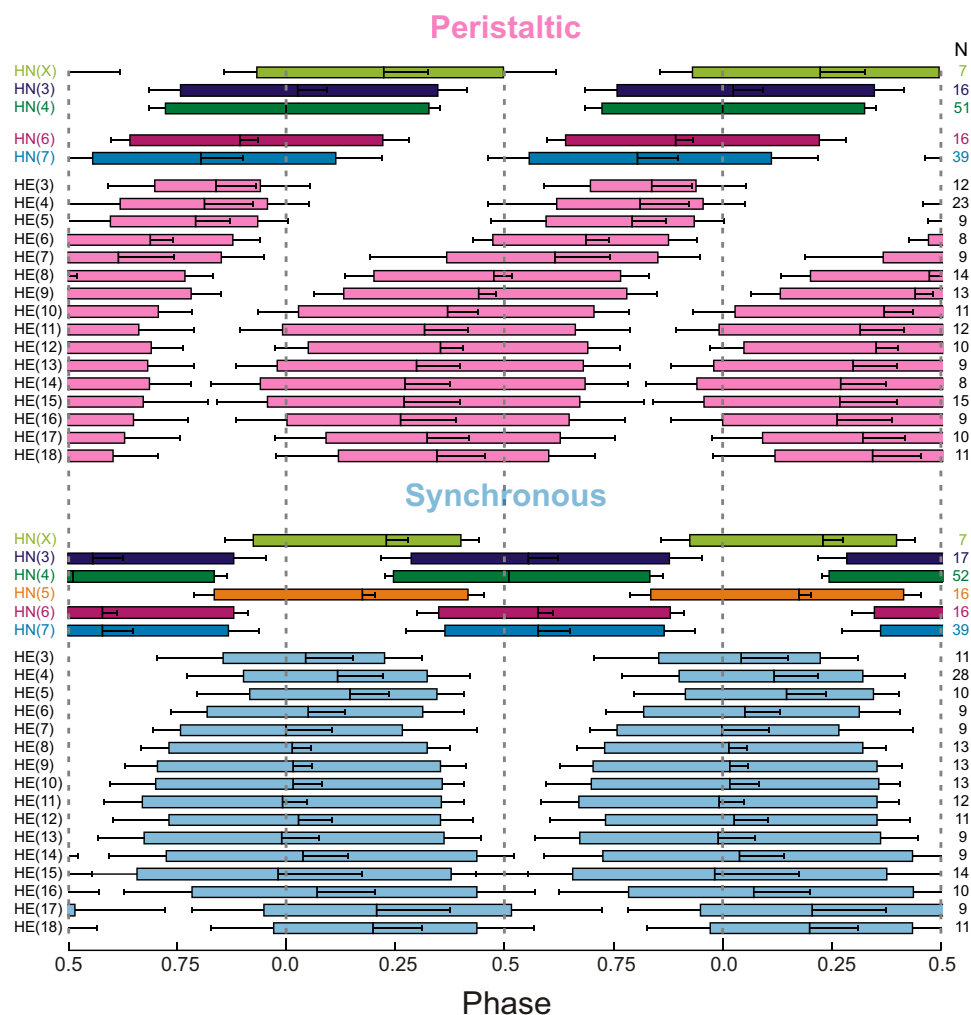 Peristaltic
N
HN(X) 7
HN(3) 16
HN(4) 51
HN(6) 16
HN(7) 39
HE(3) 12
HE(4) 23
HE(5) 9
HE(6) 8
HE(7) 9
HE(8) 14
HE(9) 13
HE(10) 11
HE(11) 12
HE(12) 10
HE(13) 9
HE(14) 8
HE(15) 15
HE(16) 9
HE(17) 10
HE(18) 11
Synchronous
HN(X) 7
HN(3) 17
HN(4) 52
HN(5) 16
HN(6) 16
HN(7) 39
HE(3) 11
HE(4) 28
HE(5) 10
HE(6) 9
HE(7) 9
HE(8) 13
HE(9) 13
HE(10) 13
HE(11) 12
HE(12) 11
HE(13) 9
HE(14) 9
HE(15) 14
HE(16) 10
HE(17) 9
HE(18) 11
0.5 0.75 0.0 0.25 0.5 0.75 0.0 0.25 0.5
Phase